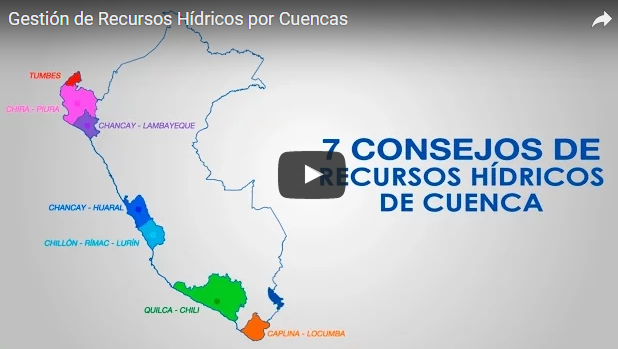 Gestión de Recursos Hídricos por Cuencas
TUMBES
CHIRA - PIURA
CHANCAY - LAMBAYEQUE
7 CONSEJOS DE
RECURSOS HÍDRICOS
DE CUENCA
CHANCAY - HUARAL
CHILLÓN - RÍMAC - LURÍN
QUILCA - CHILI
CAPLINA - LOCUMBA